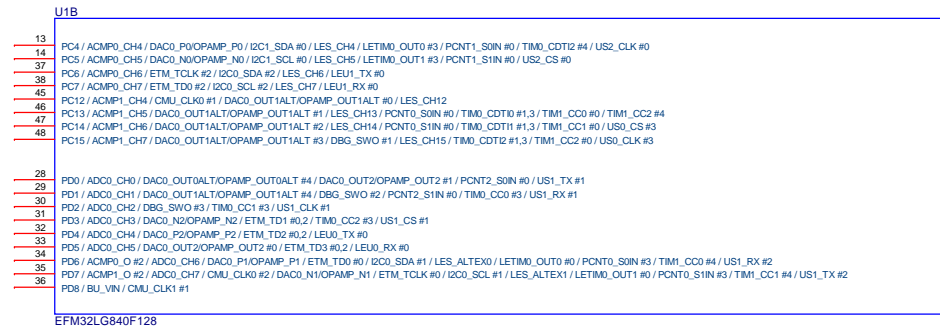 U1B
13 PC4 / ACMP0_CH4 / DAC0_P0/OPAMP_P0 / I2C1_SDA #0 / LES_CH4 / LETIM0_OUT0 #3 / PCNT1_S0IN #0 / TIM0_CDTI2 #4 / US2_CLK #0
14 PC5 / ACMP0_CH5 / DAC0_N0/OPAMP_N0 / I2C1_SCL #0 / LES_CH5 / LETIM0_OUT1 #3 / PCNT1_S1IN #0 / US2_CS #0
37 PC6 / ACMP0_CH6 / ETM_TCLK #2 / I2C0_SDA #2 / LES_CH6 / LEU1_TX #0
38 PC7 / ACMP0_CH7 / ETM_TD0 #2 / I2C0_SCL #2 / LES_CH7 / LEU1_RX #0
45 PC12 / ACMP1_CH4 / CMU_CLK0 #1 / DAC0_OUT1ALT/OPAMP_OUT1ALT #0 / LES_CH12
46 PC13 / ACMP1_CH5 / DAC0_OUT1ALT/OPAMP_OUT1ALT #1 / LES_CH13 / PCNT0_S0IN #0 / TIM0_CDTI0 #1,3 / TIM1_CC0 #0 / TIM1_CC2 #4
47 PC14 / ACMP1_CH6 / DAC0_OUT1ALT/OPAMP_OUT1ALT #2 / LES_CH14 / PCNT0_S1IN #0 / TIM0_CDTI1 #1,3 / TIM1_CC1 #0 / US0_CS #3
48 PC15 / ACMP1_CH7 / DAC0_OUT1ALT/OPAMP_OUT1ALT #3 / DBG_SWO #1 / LES_CH15 / TIM0_CDTI2 #1,3 / TIM1_CC2 #0 / US0_CLK #3
28 PD0 / ADC0_CH0 / DAC0_OUT0ALT/OPAMP_OUT0ALT #4 / DAC0_OUT2/OPAMP_OUT2 #1 / PCNT2_S0IN #0 / US1_TX #1
29 PD1 / ADC0_CH1 / DAC0_OUT1ALT/OPAMP_OUT1ALT #4 / DBG_SWO #2 / PCNT2_S1IN #0 / TIM0_CC0 #3 / US1_RX #1
30 PD2 / ADC0_CH2 / DBG_SWO #3 / TIM0_CC1 #3 / US1_CLK #1
31 PD3 / ADC0_CH3 / DAC0_N2/OPAMP_N2 / ETM_TD1 #0,2 / TIM0_CC2 #3 / US1_CS #1
32 PD4 / ADC0_CH4 / DAC0_P2/OPAMP_P2 / ETM_TD2 #0,2 / LEU0_TX #0
33 PD5 / ADC0_CH5 / DAC0_OUT2/OPAMP_OUT2 #0 / ETM_TD3 #0,2 / LEU0_RX #0
34 PD6 / ACMP0_O #2 / ADC0_CH6 / DAC0_P1/OPAMP_P1 / ETM_TD0 #0 / I2C0_SDA #1 / LES_ALTEX0 / LETIM0_OUT0 #0 / PCNT0_S0IN #3 / TIM1_CC0 #4 / US1_RX #2
35 PD7 / ACMP1_O #2 / ADC0_CH7 / CMU_CLK0 #2 / DAC0_N1/OPAMP_N1 / ETM_TCLK #0 / I2C0_SCL #1 / LES_ALTEX1 / LETIM0_OUT1 #0 / PCNT0_S1IN #3 / TIM1_CC1 #4 / US1_TX #2
36 PD8 / BU_VIN / CMU_CLK1 #1
EFM32LG840F128